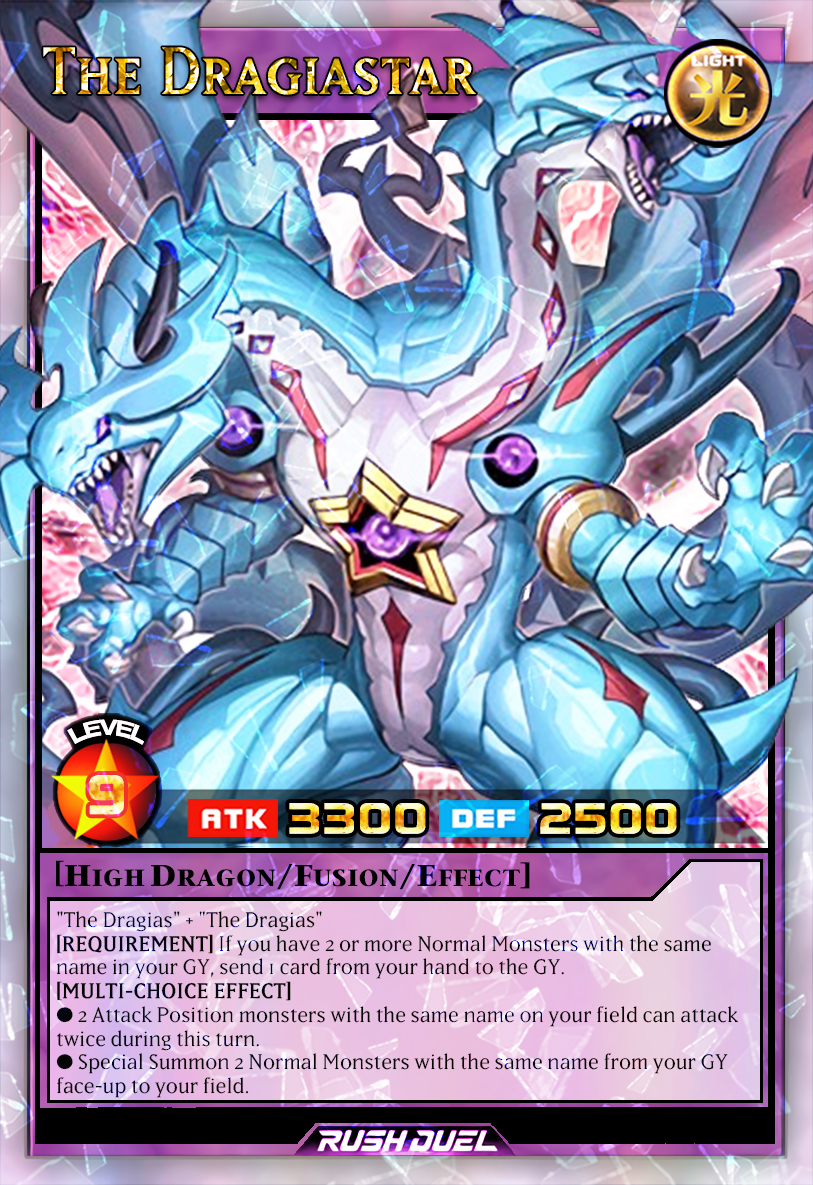 The Dragiastar
LIGHT
光
LEVEL
9
ATK 3300 DEF 2500
[High Dragon/Fusion/Effect]
"The Dragias" + "The Dragias"
[REQUIREMENT] If you have 2 or more Normal Monsters with the same
name in your GY, send 1 card from your hand to the GY.
[MULTI-CHOICE EFFECT]
● 2 Attack Position monsters with the same name on your field can attack
twice during this turn.
● Special Summon 2 Normal Monsters with the same name from your GY
face-up to your field.
RUSH DUEL